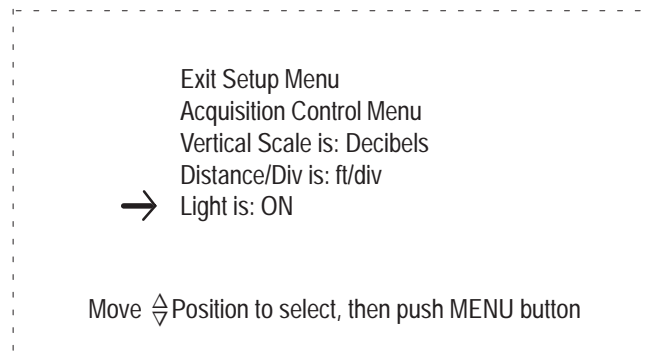 Exit Setup Menu
Acquisition Control Menu
Vertical Scale is: Decibels
Distance/Div is: ft/div
Light is: ON
Move Position to select, then push MENU button